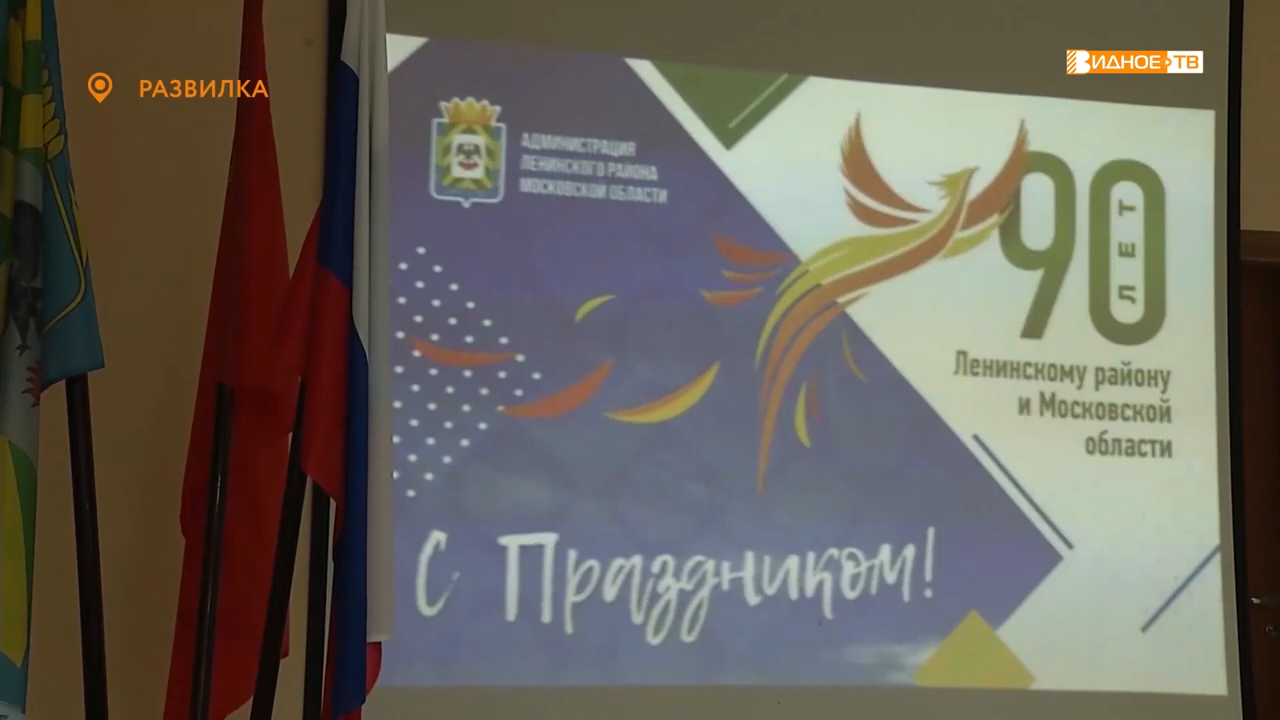 РАЗВИЛКА
ВИДНОЕ ТВ
АДМИНИСТРАЦИЯ
ЛЕНИНСКОГО РАЙОНА
МОСКОВСКОЙ ОБЛАСТИ
90
ЛЕТ
Ленинскому району
и Московской
области
С Праздником!